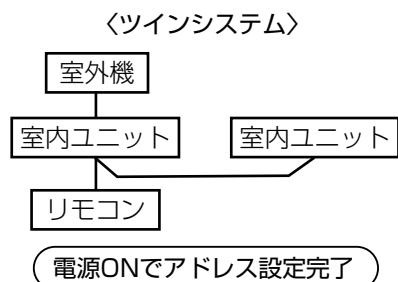 〈ツインシステム〉
室外機
室内ユニット 室内ユニット
リモコン
電源ONでアドレス設定完了